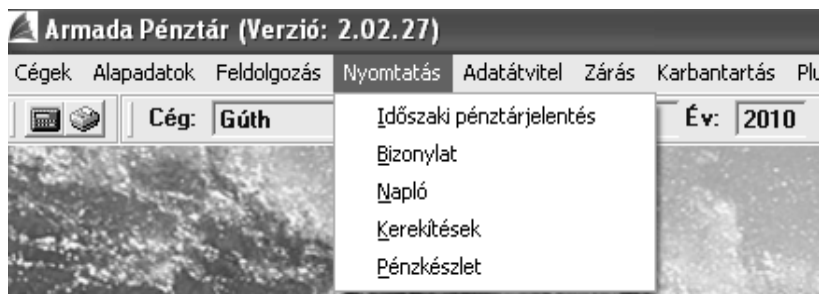 Armada Pénztár (Verzió: 2.02.27)
Cégek Alapadatok Feldolgozás Nyomtatás Adatátvitel Zárás Karbantartás
Cég: Gúth Év: 2010
Időszaki pénztárjelentés
Bizonylat
Napló
Kerekítések
Pénzkészlet